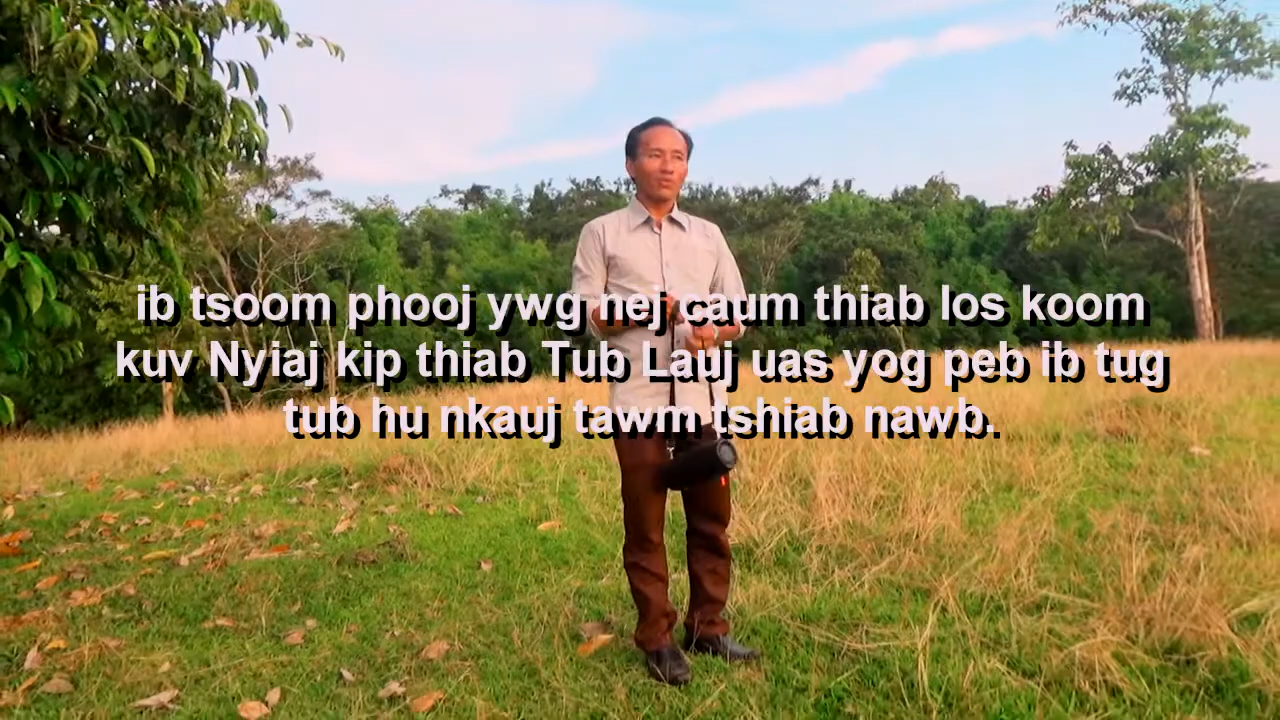 ib tsoom phooj ywg nej caum thiab los koom
kuv Nyiaj kip thiab Tub Lauj uas yog peb ib tug
tub hu nkauj tawm tshiab nawb.